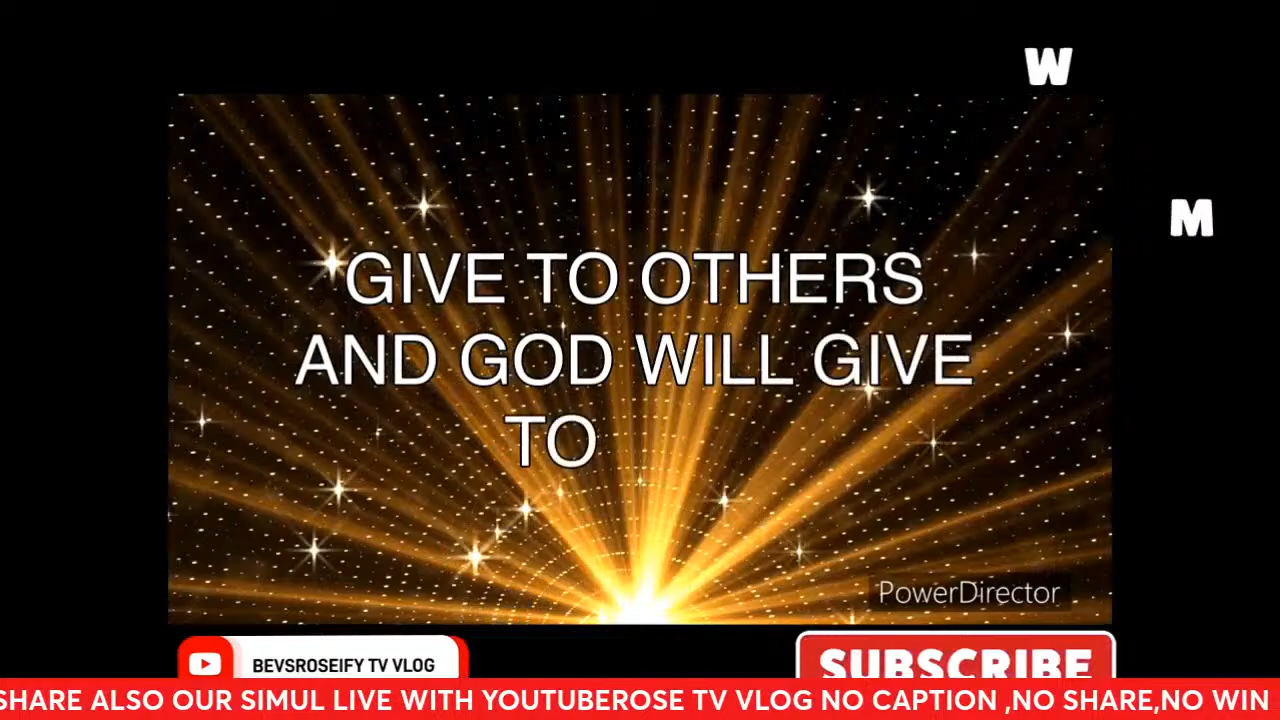 W
M
GIVE TO OTHERS
AND GOD WILL GIVE
TO
PowerDirector
BEVSROSEIFY TV VLOG
SUBSCRIBE
SHARE ALSO OUR SIMUL LIVE WITH YOUTUBEROSE TV VLOG NO CAPTION ,NO SHARE,NO WIN